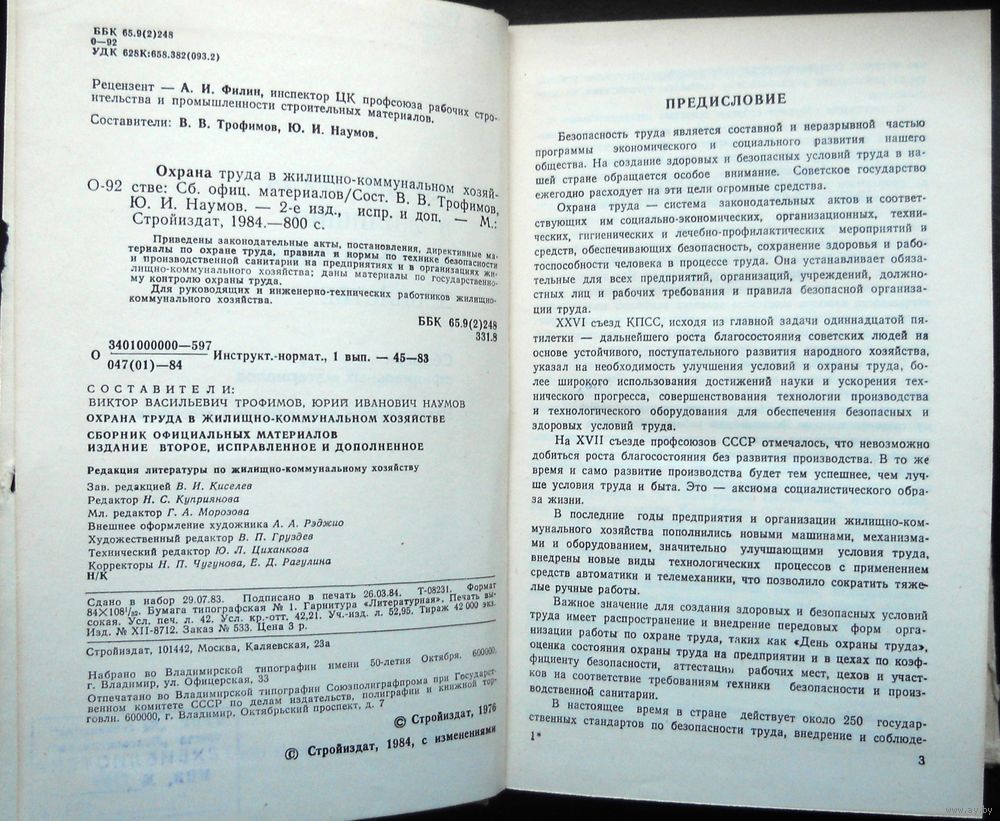 ББК 65.9(2)248
0—92
УДК 628К:658.382(093.2)
Рецензент — А. И. Филин, инспектор ЦК профсоюза рабочих стро-
ительства и промышленности строительных материалов.
Составители: В. В. Трофимов, Ю. И. Наумов.
Охрана труда в жилищно-коммунальном хозяй-
О-92 стве: Сб. офиц. материалов/Сост. В. В. Трофимов,
Ю. И. Наумов. — 2-е изд., испр. и доп. — М.:
Стройиздат, 1984.—800 с.
Приведены законодательные акты, постановления, директивные ма-
териалы по охране труда, правила и нормы по технике безопасности
и производственной санитарии на предприятиях и в организациях жи-
лищно-коммунального хозяйства; даны материалы по государственно-
му контролю охраны труда.
Для руководящих и инженерно-технических работников жилищно-
коммунального хозяйства.
ББК 65.9(2)248
331.8
О 3401000000—597
047(01)—84 Инструкт.-нормат., 1 вып. — 45—83
СОСТАВИТЕЛИ:
ВИКТОР ВАСИЛЬЕВИЧ ТРОФИМОВ, ЮРИЙ ИВАНОВИЧ НАУМОВ
ОХРАНА ТРУДА В ЖИЛИЩНО-КОММУНАЛЬНОМ ХОЗЯЙСТВЕ
СБОРНИК ОФИЦИАЛЬНЫХ МАТЕРИАЛОВ
ИЗДАНИЕ ВТОРОЕ, ИСПРАВЛЕННОЕ И ДОПОЛНЕННОЕ
Редакция литературы по жилищно-коммунальному хозяйству
Зав. редакцией В. И. Киселев
Редактор Н. С. Куприянова
Мл. редактор Г. А. Морозова
Внешнее оформление художника А. А. Рэджио
Художественный редактор В. П. Груздев
Технический редактор Ю. Л. Циханкова
Корректоры Н. П. Чугунова, Е. Д. Рагулина
Н/К
Сдано в набор 29.07.83. Подписано в печать 26.03.84. Т-08231. Формат
84×108¹/₃₂. Бумага типографская № 1. Гарнитура «Литературная». Печать вы-
сокая. Усл. печ. л. 42. Усл. кр.-отт. 42,21. Уч.-изд. л. 52,95. Тираж 42 000 экз.
Изд. № XII-8712. Заказ № 533. Цена 3 р.
Стройиздат, 101442, Москва, Каляевская, 23а
Набрано во Владимирской типографии имени 50-летия Октября. 600000,
г. Владимир, ул. Офицерская, 33
Отпечатано во Владимирской типографии Союзполиграфпрома при Государст-
венном комитете СССР по делам издательств, полиграфии и книжной тор-
говли. 600000, г. Владимир, Октябрьский проспект, д. 7
© Стройиздат, 1976
© Стройиздат, 1984, с изменениями
ПРЕДИСЛОВИЕ
Безопасность труда является составной и неразрывной частью
программы экономического и социального развития нашего
общества. На создание здоровых и безопасных условий труда в на-
шей стране обращается особое внимание. Советское государство
ежегодно расходует на эти цели огромные средства.
Охрана труда — система законодательных актов и соответ-
ствующих им социально-экономических, организационных, техни-
ческих, гигиенических и лечебно-профилактических мероприятий и
средств, обеспечивающих безопасность, сохранение здоровья и рабо-
тоспособности человека в процессе труда. Она устанавливает обяза-
тельные для всех предприятий, организаций, учреждений, должно-
стных лиц и рабочих требования и правила безопасной организа-
ции труда.
XXVI съезд КПСС, исходя из главной задачи одиннадцатой пя-
тилетки — дальнейшего роста благосостояния советских людей на
основе устойчивого, поступательного развития народного хозяйства,
указал на необходимость улучшения условий и охраны труда, бо-
лее широкого использования достижений науки и ускорения тех-
нического прогресса, совершенствования технологии производства
и технологического оборудования для обеспечения безопасных и
здоровых условий труда.
На XVII съезде профсоюзов СССР отмечалось, что невозможно
добиться роста благосостояния без развития производства. В то же
время и само развитие производства будет тем успешнее, чем луч-
ше условия труда и быта. Это — аксиома социалистического обра-
за жизни.
В последние годы предприятия и организации жилищно-ком-
мунального хозяйства пополнились новыми машинами, механизма-
ми и оборудованием, значительно улучшающими условия труда,
внедрены новые виды технологических процессов с применением
средств автоматики и телемеханики, что позволило сократить тяже-
лые ручные работы.
Важное значение для создания здоровых и безопасных условий
труда имеет распространение и внедрение передовых форм орга-
низации работы по охране труда, таких как «День охраны труда»,
оценка состояния охраны труда на предприятии и в цехах по коэф-
фициенту безопасности, аттестации рабочих мест, цехов и участ-
ков на соответствие требованиям техники безопасности и произ-
водственной санитарии.
В настоящее время в стране действует около 250 государ-
ственных стандартов по безопасности труда, внедрение и соблюде-
1*
3
www.ay.by